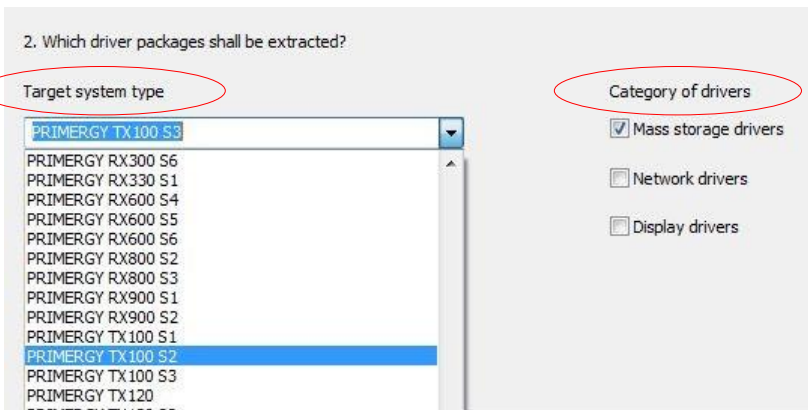 2. Which driver packages shall be extracted?
Target system type
Category of drivers
PRIMERGY TX100 S3
Mass storage drivers
PRIMERGY RX300 S6
PRIMERGY RX330 S1
Network drivers
PRIMERGY RX600 S4
PRIMERGY RX600 S5
Display drivers
PRIMERGY RX600 S6
PRIMERGY RX800 S2
PRIMERGY RX800 S3
PRIMERGY RX900 S1
PRIMERGY RX900 S2
PRIMERGY TX100 S1
PRIMERGY TX100 S2
PRIMERGY TX100 S3
PRIMERGY TX120